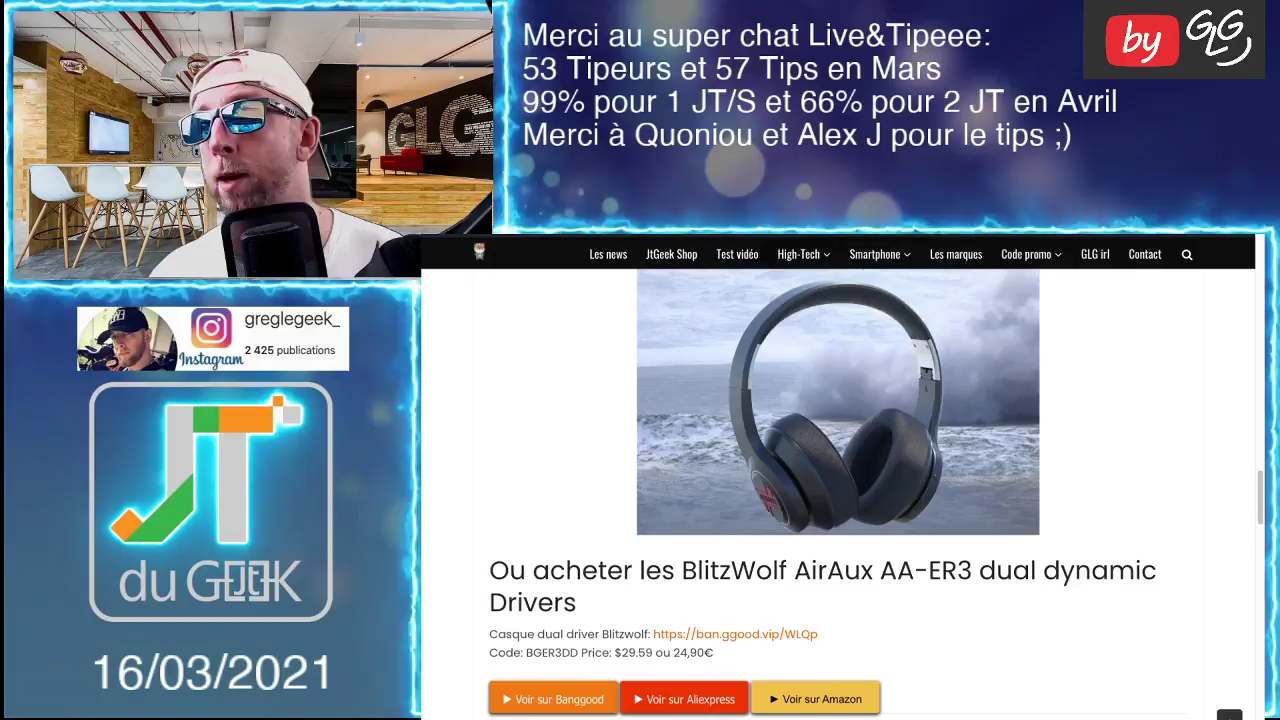 Merci au super chat Live&Tipeee:
53 Tipeurs et 57 Tips en Mars
99% pour 1 JT/S et 66% pour 2 JT en Avril
Merci à Quoniou et Alex J pour le tips ;)
by GLG
GLG
Les news JtGeek Shop Test vidéo High-Tech Smartphone Les marques Code promo GLG irl Contact
greglegeek_
Instagram
2 425 publications
JT
du GEEK
16/03/2021
Ou acheter les BlitzWolf AirAux AA-ER3 dual dynamic
Drivers
Casque dual driver Blitzwolf: https://ban.ggood.vip/WLQp
Code: BGER3DD Price: $29.59 ou 24,90€
► Voir sur Banggood ► Voir sur Aliexpress ► Voir sur Amazon